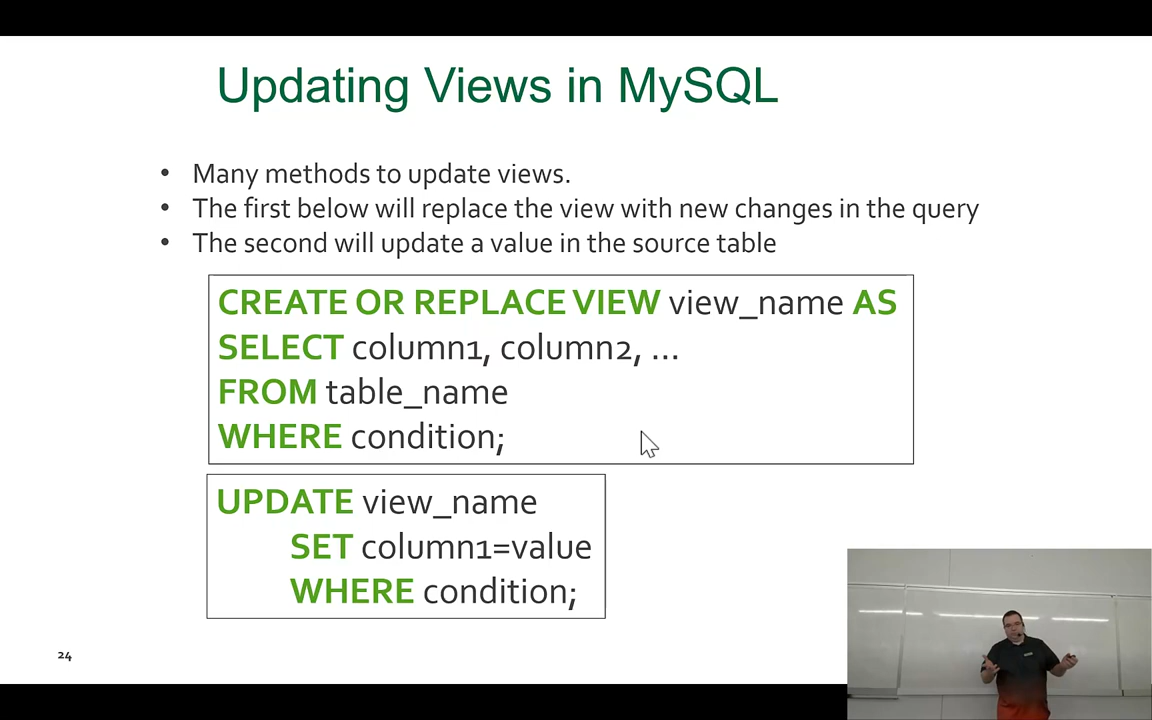 Updating Views in MySQL
• Many methods to update views.
• The first below will replace the view with new changes in the query
• The second will update a value in the source table
CREATE OR REPLACE VIEW view_name AS
SELECT column1, column2, ...
FROM table_name
WHERE condition;
UPDATE view_name
SET column1=value
WHERE condition;
24